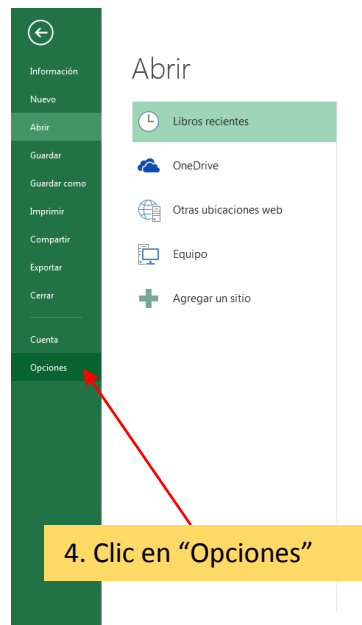 Información
Nuevo
Abrir
Guardar
Guardar como
Imprimir
Compartir
Exportar
Cerrar
Cuenta
Opciones
Abrir
Libros recientes
OneDrive
Otras ubicaciones web
Equipo
Agregar un sitio
4. Clic en “Opciones”